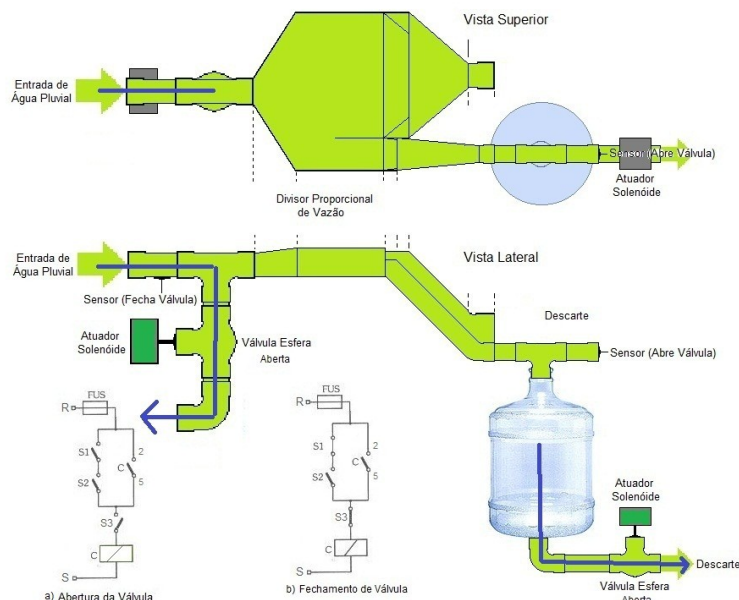 Vista Superior
Entrada de
Água Pluvial
Sensor (Abre Válvula)
Atuador
Solenóide
Divisor Proporcional
de Vazão
Vista Lateral
Entrada de
Água Pluvial
Sensor (Fecha Válvula)
Descarte
Sensor (Abre Válvula)
Atuador
Solenóide
Válvula Esfera
Aberta
FUS
R
S1
2
C
S2
5
S3
C
S
a) Abertura da Válvula
FUS
R
S1
2
C
S2
5
S3
C
S
b) Fechamento de Válvula
Atuador
Solenóide
Descarte
Válvula Esfera
Aberta